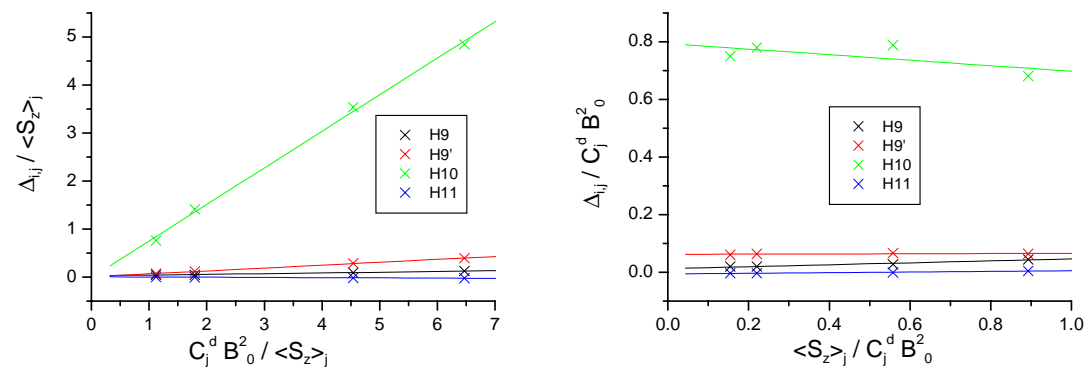 5
4
3
2
1
0
0 1 2 3 4 5 6 7
Δi,j / <Sz>j
Cjd B20 / <Sz>j
H9
H9'
H10
H11
0.8
0.6
0.4
0.2
0.0
0.0 0.2 0.4 0.6 0.8 1.0
Δi,j / Cjd B20
<Sz>j / Cjd B20
H9
H9'
H10
H11